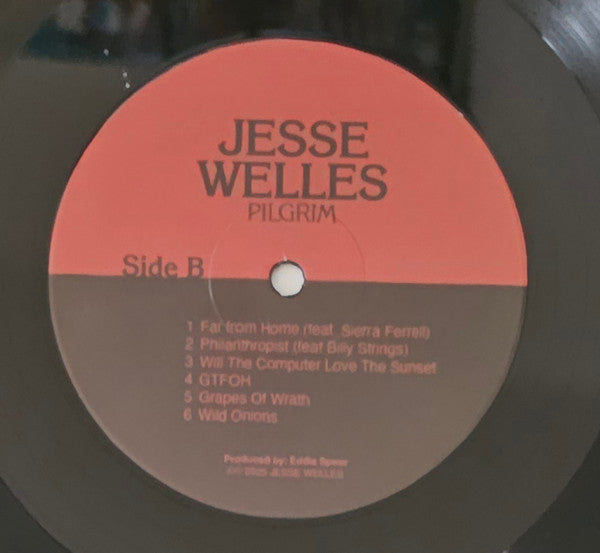 JESSE
WELLES
PILGRIM
Side B
1 Far from Home (feat. Sierra Ferrell)
2 Philanthropist (feat Billy Strings)
3 Will The Computer Love The Sunset
4 GTFOH
5 Grapes Of Wrath
6 Wild Onions
Produced by: Eddie Spear
2025 JESSE WELLES